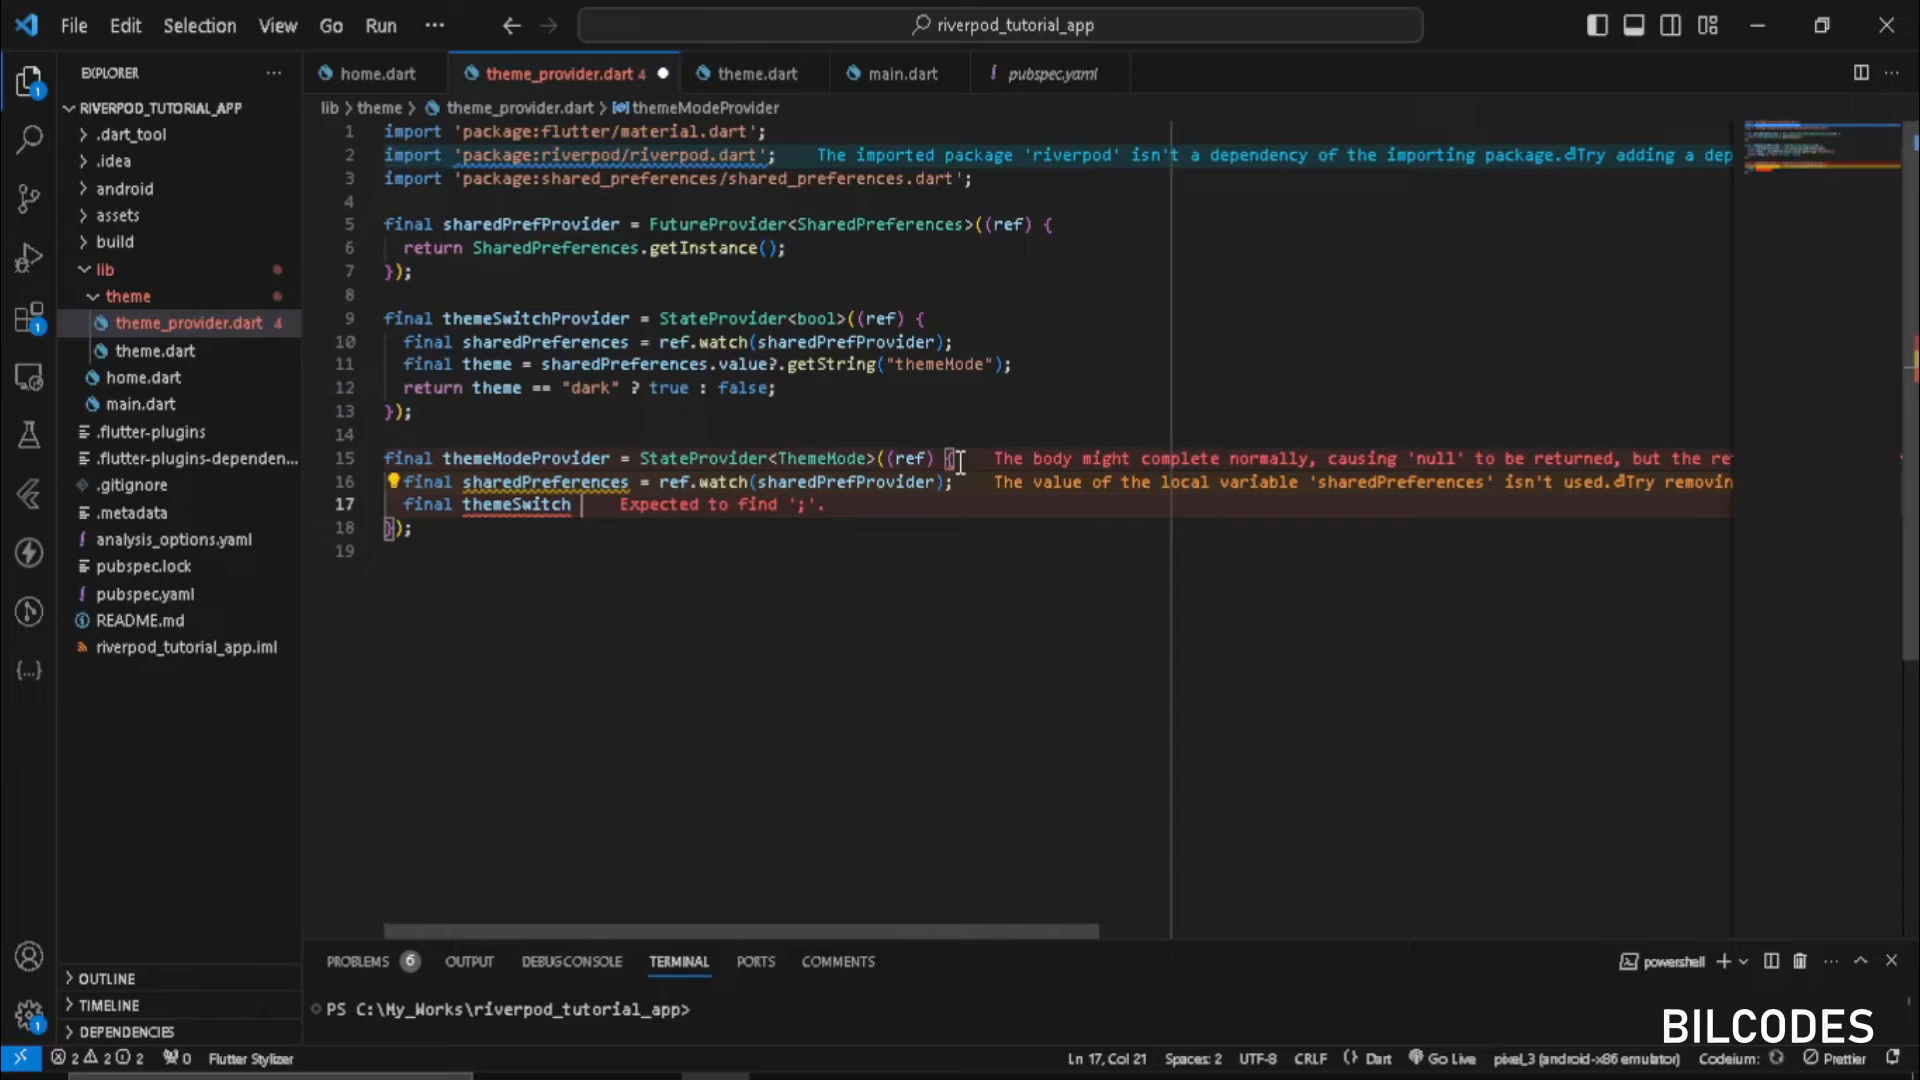 File Edit Selection View Go Run ··· riverpod_tutorial_app
EXPLORER ···
home.dart theme_provider.dart 4 theme.dart main.dart pubspec.yaml ···
RIVERPOD_TUTORIAL_APP
.dart_tool
.idea
android
assets
build
lib
theme
theme_provider.dart 4
theme.dart
home.dart
main.dart
.flutter-plugins
.flutter-plugins-dependen...
.gitignore
.metadata
analysis_options.yaml
pubspec.lock
pubspec.yaml
README.md
riverpod_tutorial_app.iml
OUTLINE
TIMELINE
DEPENDENCIES
lib > theme > theme_provider.dart > themeModeProvider
1 import 'package:flutter/material.dart';
2 import 'package:riverpod/riverpod.dart'; The imported package 'riverpod' isn't a dependency of the importing package.⏎Try adding a dep
3 import 'package:shared_preferences/shared_preferences.dart';
4
5 final sharedPrefProvider = FutureProvider<SharedPreferences>((ref) {
6 return SharedPreferences.getInstance();
7 });
8
9 final themeSwitchProvider = StateProvider<bool>((ref) {
10 final sharedPreferences = ref.watch(sharedPrefProvider);
11 final theme = sharedPreferences.value?.getString("themeMode");
12 return theme == "dark" ? true : false;
13 });
14
15 final themeModeProvider = StateProvider<ThemeMode>((ref) { The body might complete normally, causing 'null' to be returned, but the re
16 final sharedPreferences = ref.watch(sharedPrefProvider); The value of the local variable 'sharedPreferences' isn't used.⏎Try removin
17 final themeSwitch Expected to find ';'.
18 });
19
PROBLEMS 6 OUTPUT DEBUG CONSOLE TERMINAL PORTS COMMENTS powershell
PS C:\My_Works\riverpod_tutorial_app>
BILCODES
2 2 2 0 Flutter Stylizer Ln 17, Col 21 Spaces: 2 UTF-8 CRLF Dart Go Live pixel_3 (android-x86 emulator) Codeium: Prettier